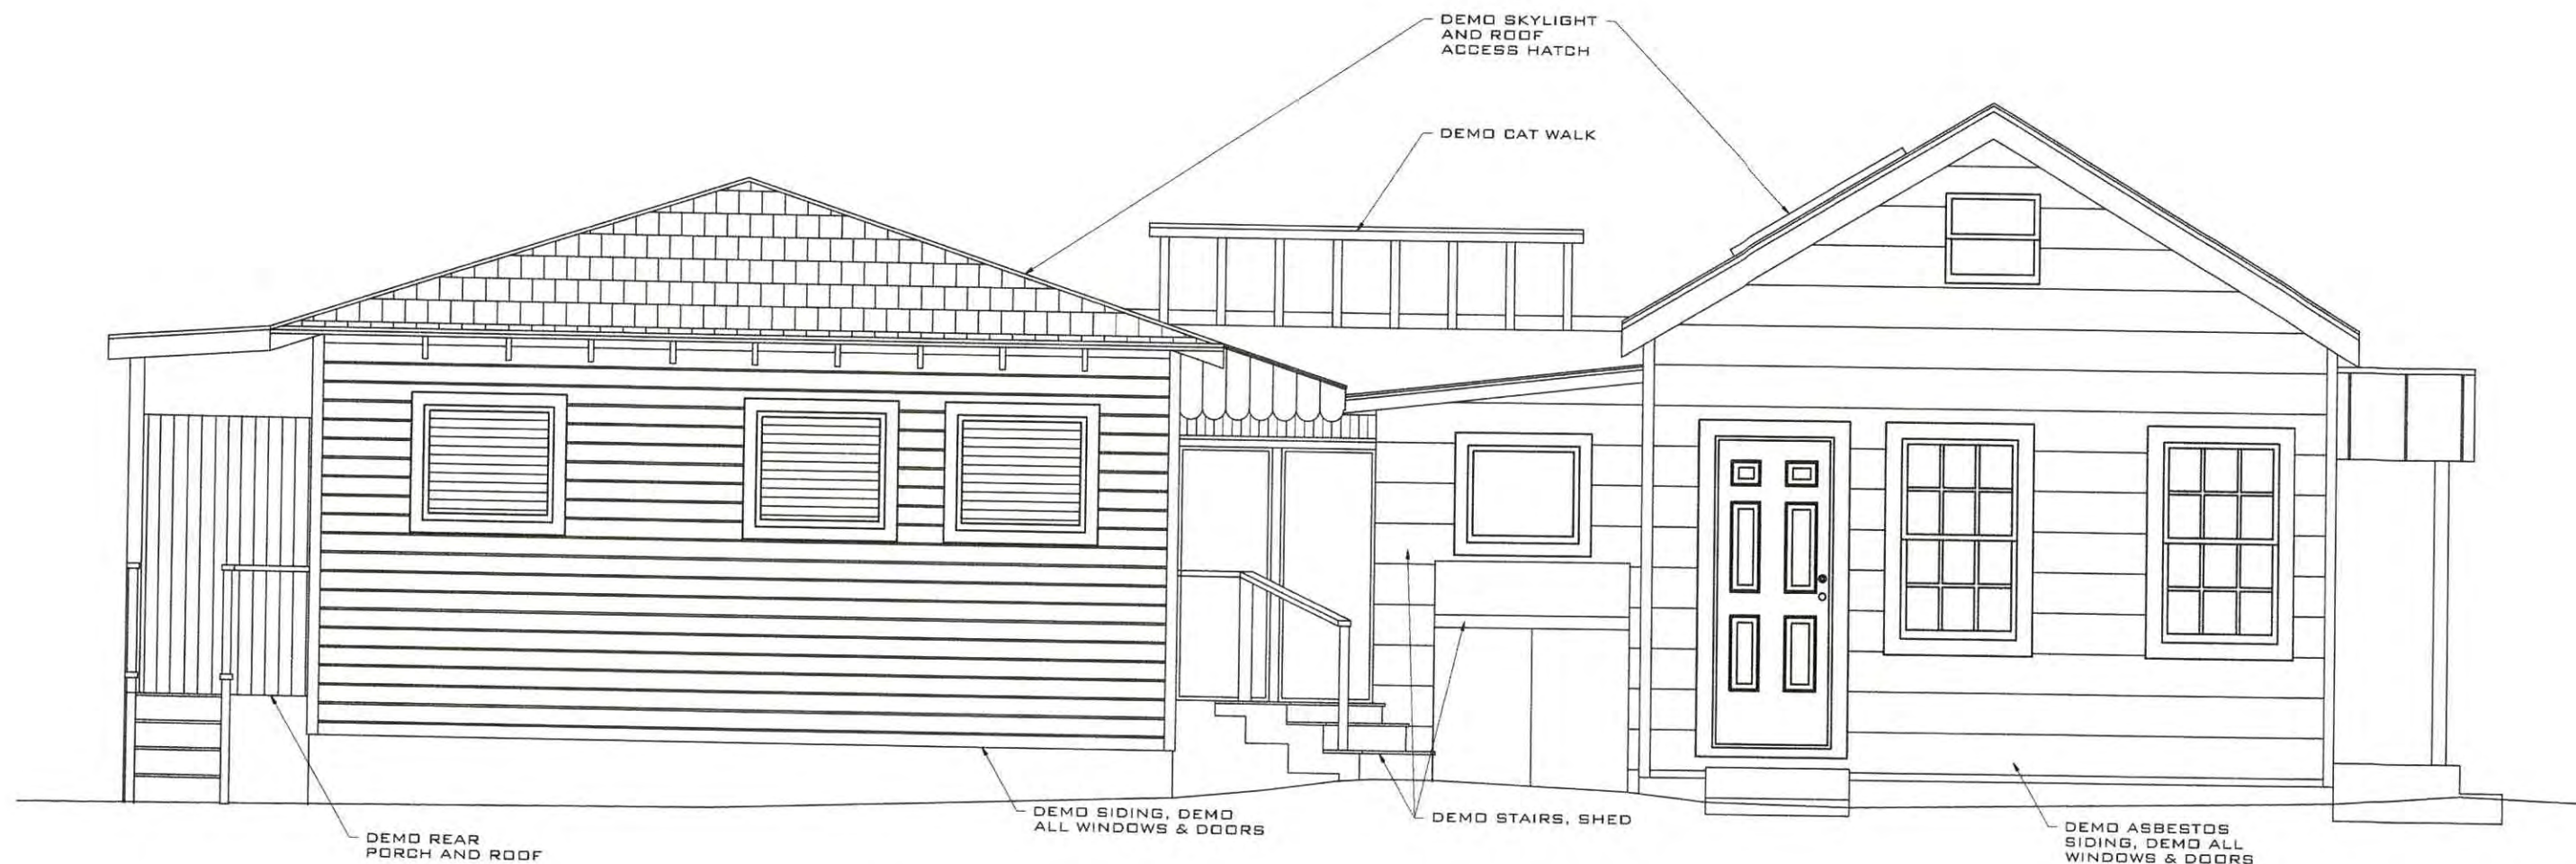 DEMO SKYLIGHT
AND ROOF
ACCESS HATCH
DEMO CAT WALK
DEMO REAR
PORCH AND ROOF
DEMO SIDING, DEMO
ALL WINDOWS & DOORS
DEMO STAIRS, SHED
DEMO ASBESTOS
SIDING, DEMO ALL
WINDOWS & DOORS